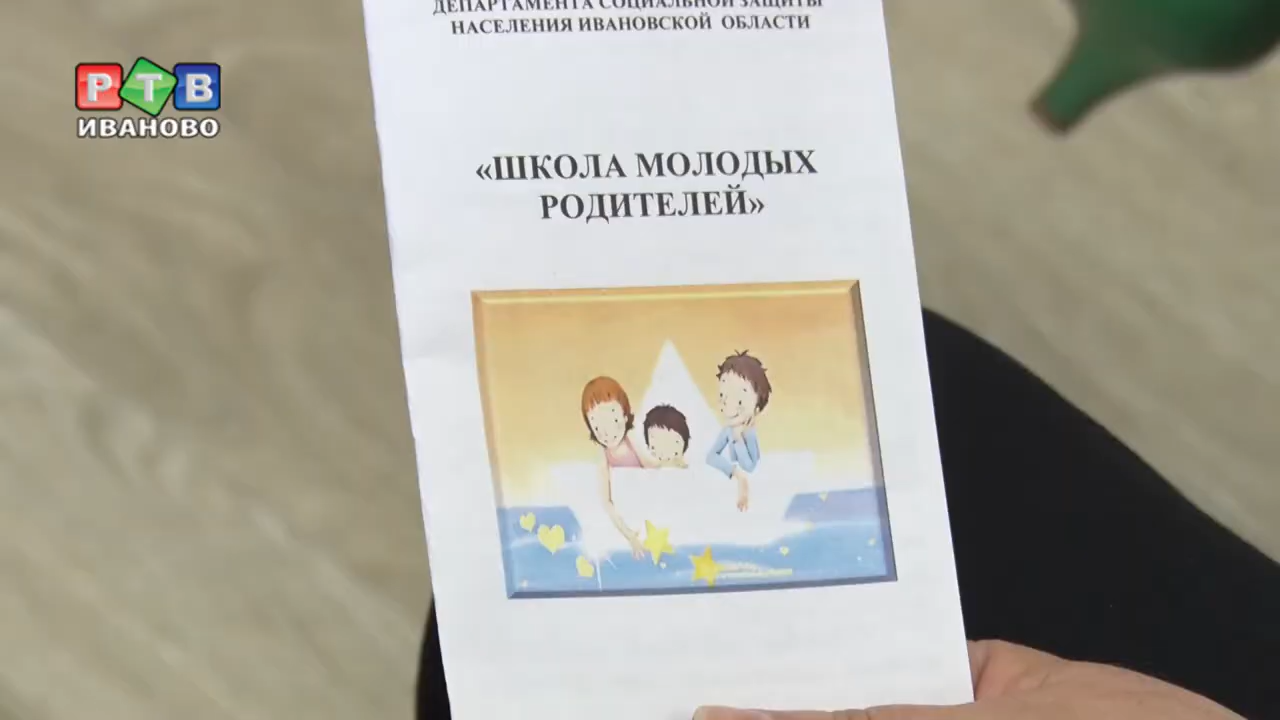 ДЕПАРТАМЕНТА СОЦИАЛЬНОЙ ЗАЩИТЫ
НАСЕЛЕНИЯ ИВАНОВСКОЙ ОБЛАСТИ
РТВ
ИВАНОВО
«ШКОЛА МОЛОДЫХ
РОДИТЕЛЕЙ»